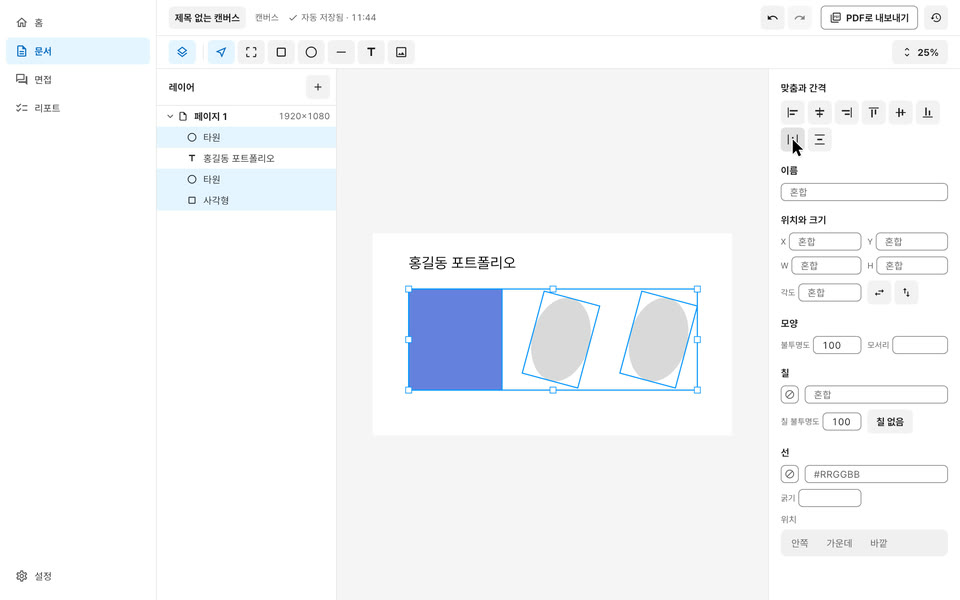 홈
문서
면접
리포트
설정
제목 없는 캔버스
캔버스
자동 저장됨 · 11:44
PDF로 내보내기
T
25%
레이어
+
페이지 1
1920×1080
타원
T 홍길동 포트폴리오
타원
사각형
홍길동 포트폴리오
맞춤과 간격
이름
혼합
위치와 크기
X 혼합
Y 혼합
W 혼합
H 혼합
각도 혼합
모양
불투명도 100
모서리
칠
혼합
칠 불투명도 100
칠 없음
선
#RRGGBB
굵기
위치
안쪽 가운데 바깥